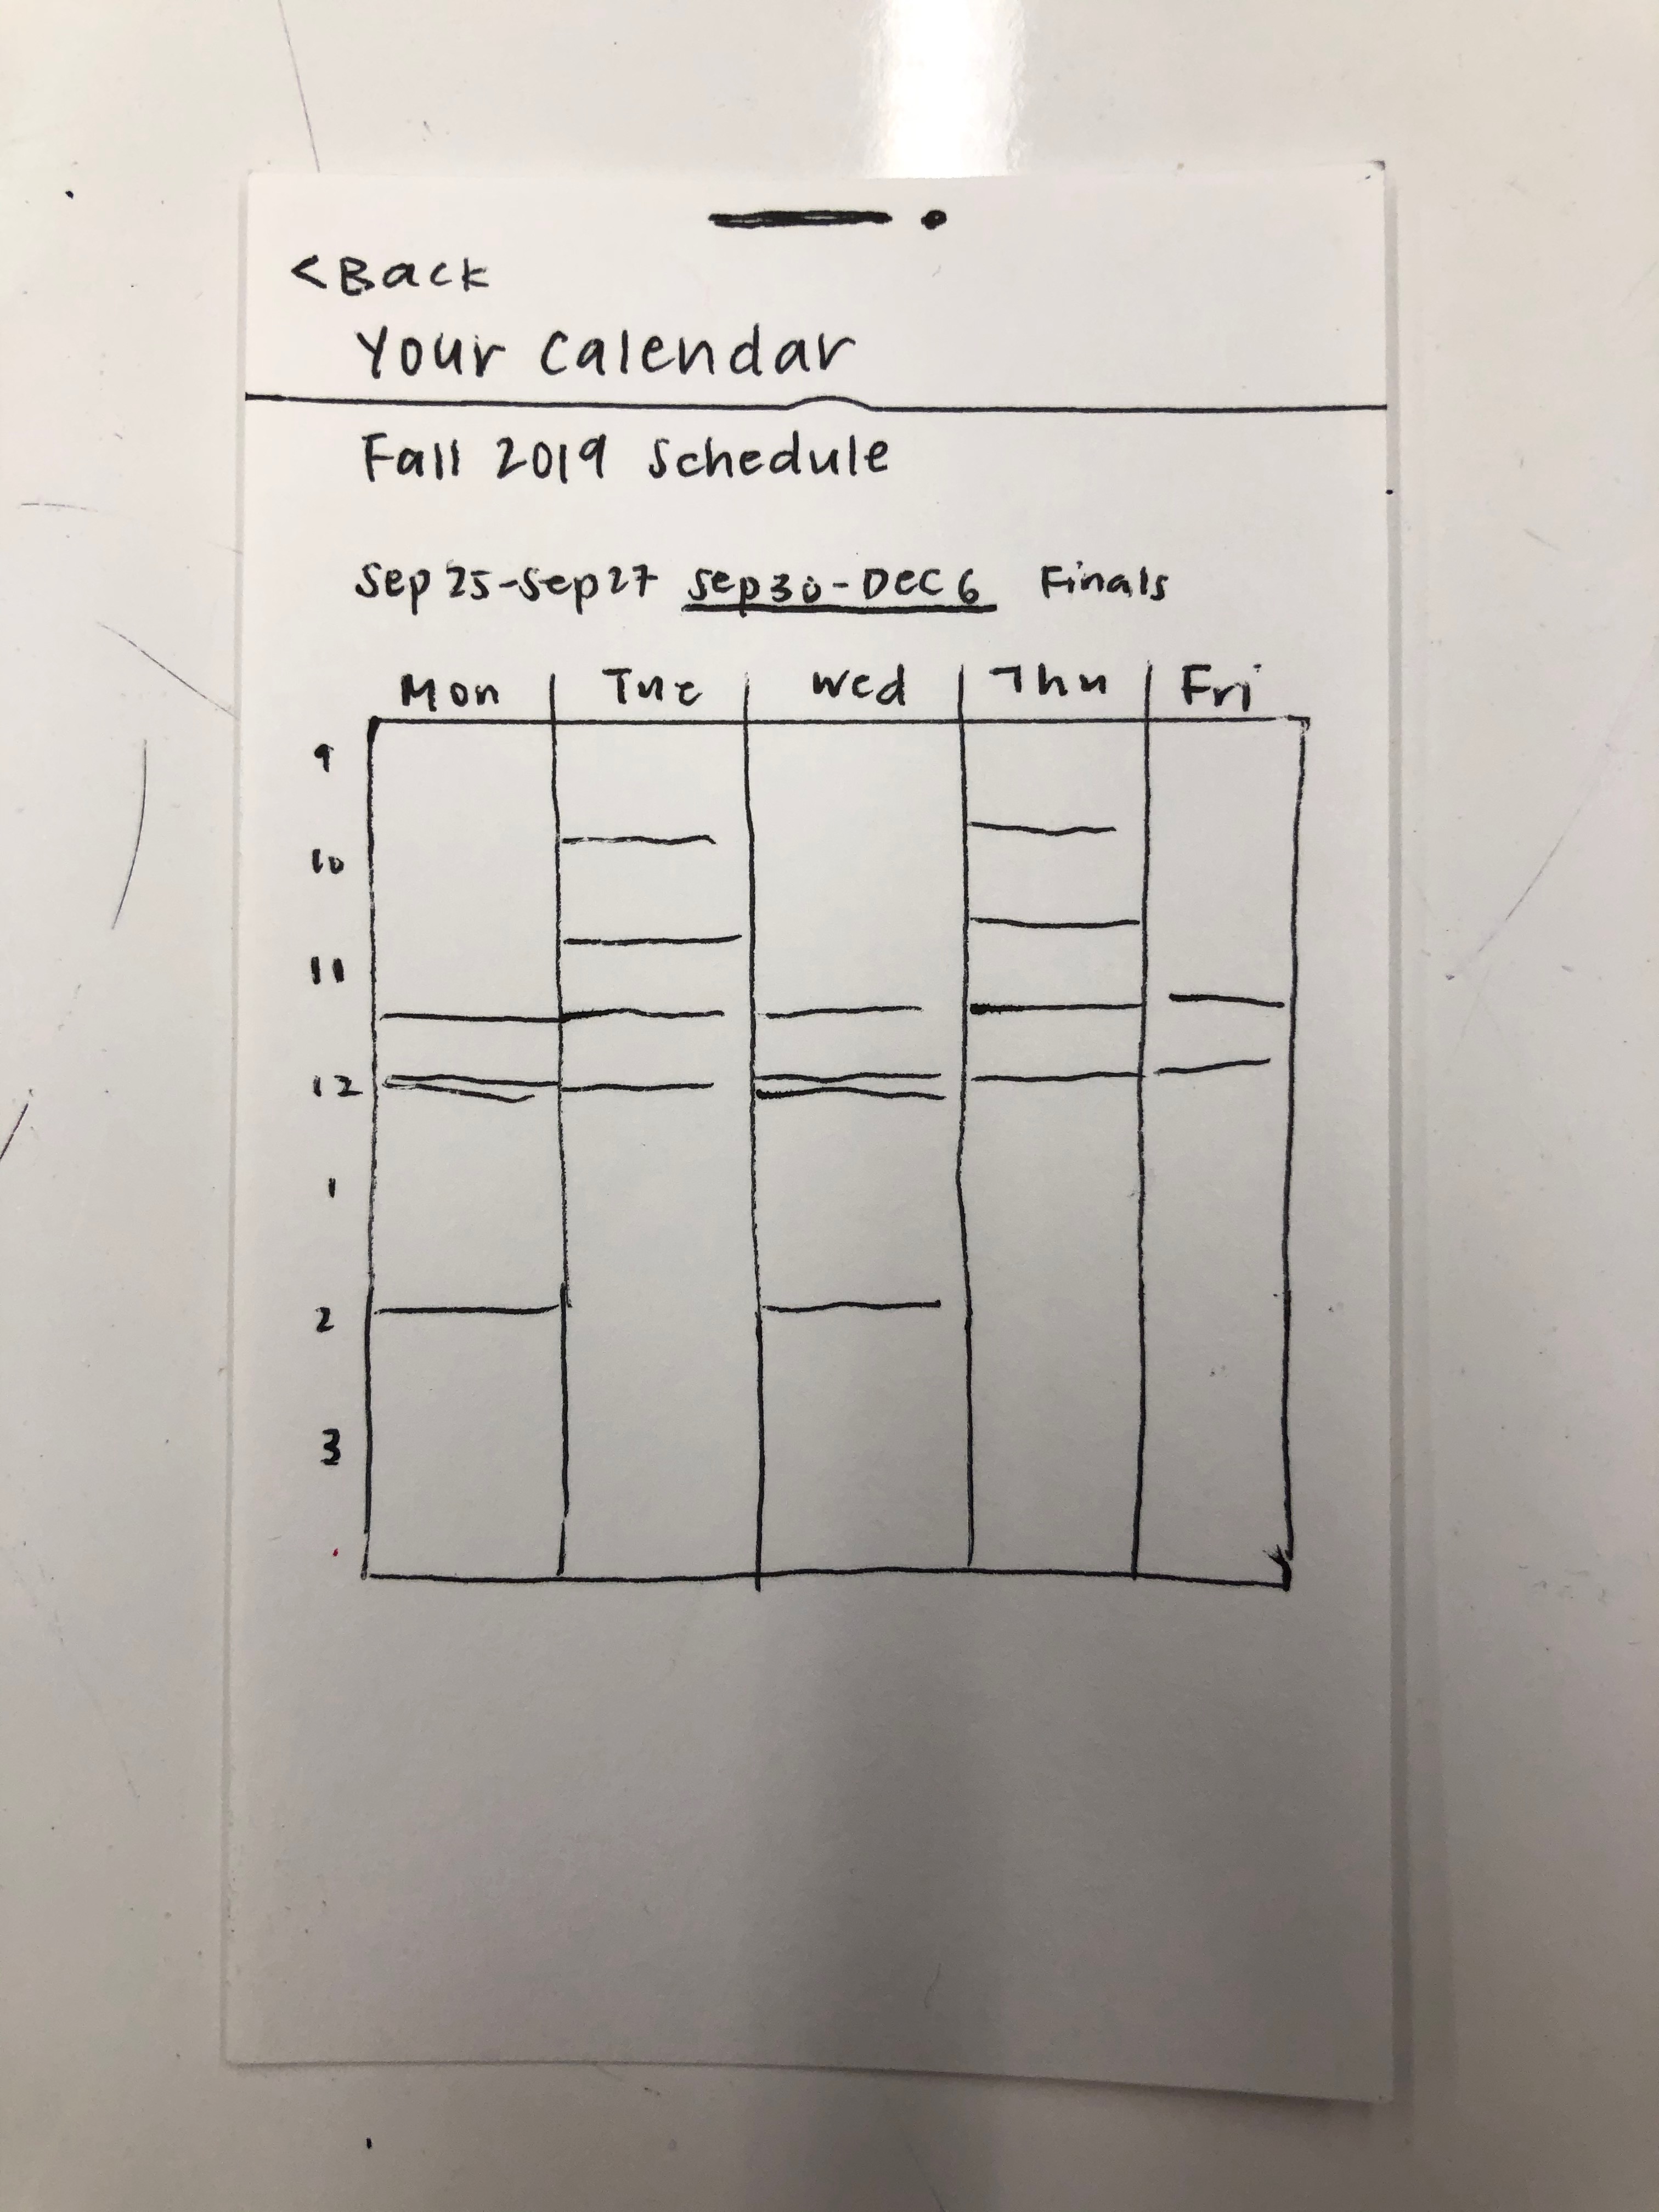 <Back
Your Calendar
Fall 2019 Schedule
Sep 25-Sep 27 Sep 30-DEC 6 Finals
Mon Tue Wed Thu Fri
9
10
11
12
1
2
3